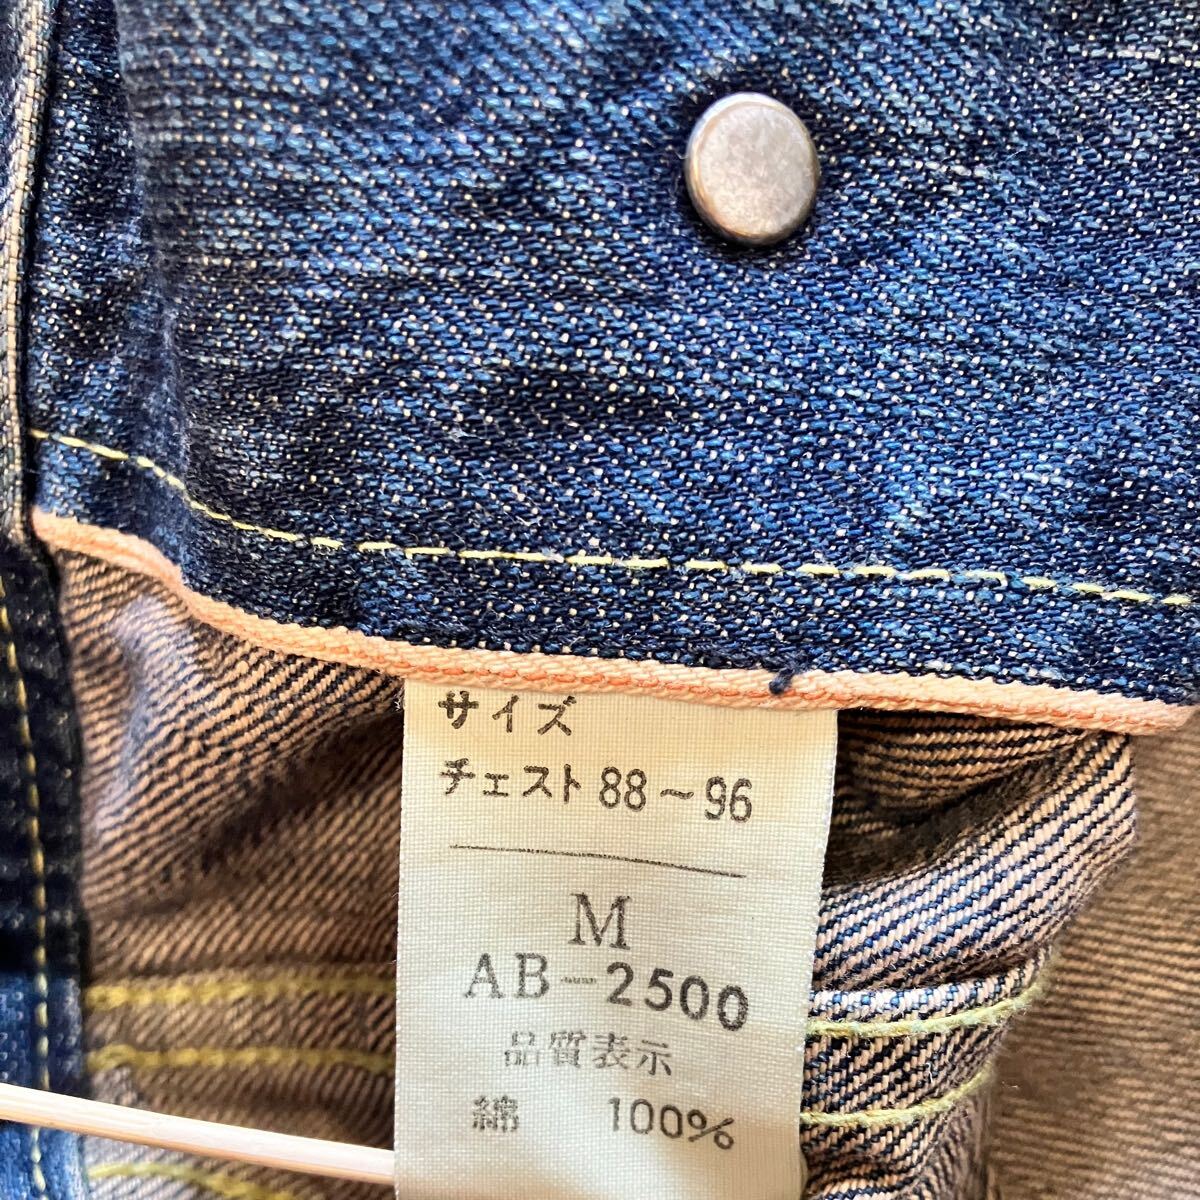 サイズ
チェスト 88～96
M
AB-2500
品質表示
綿 100%